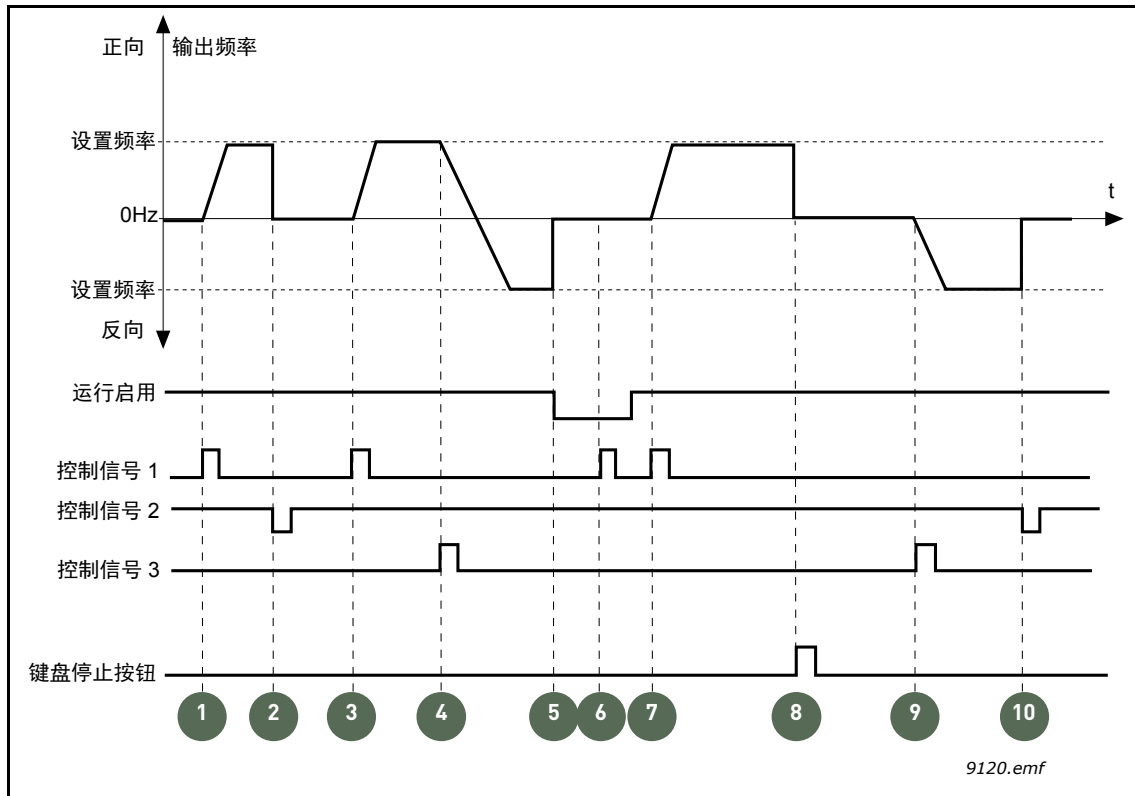 正向 输出频率
设置频率
t
0Hz
设置频率
反向
运行启用
控制信号 1
控制信号 2
控制信号 3
键盘停止按钮
1 2 3 4 5 6 7 8 9 10
9120.emf